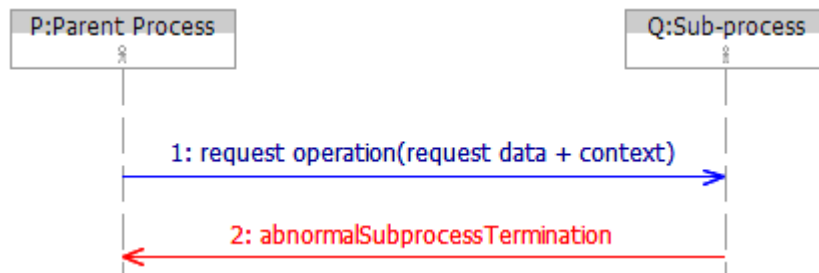 P:Parent Process
Q:Sub-process
1: request operation(request data + context)
2: abnormalSubprocessTermination